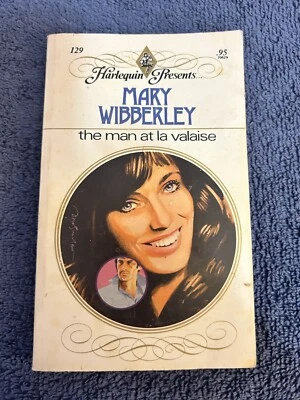 129
.95
Harlequin Presents...
MARY
WIBBERLEY
the man at la valaise